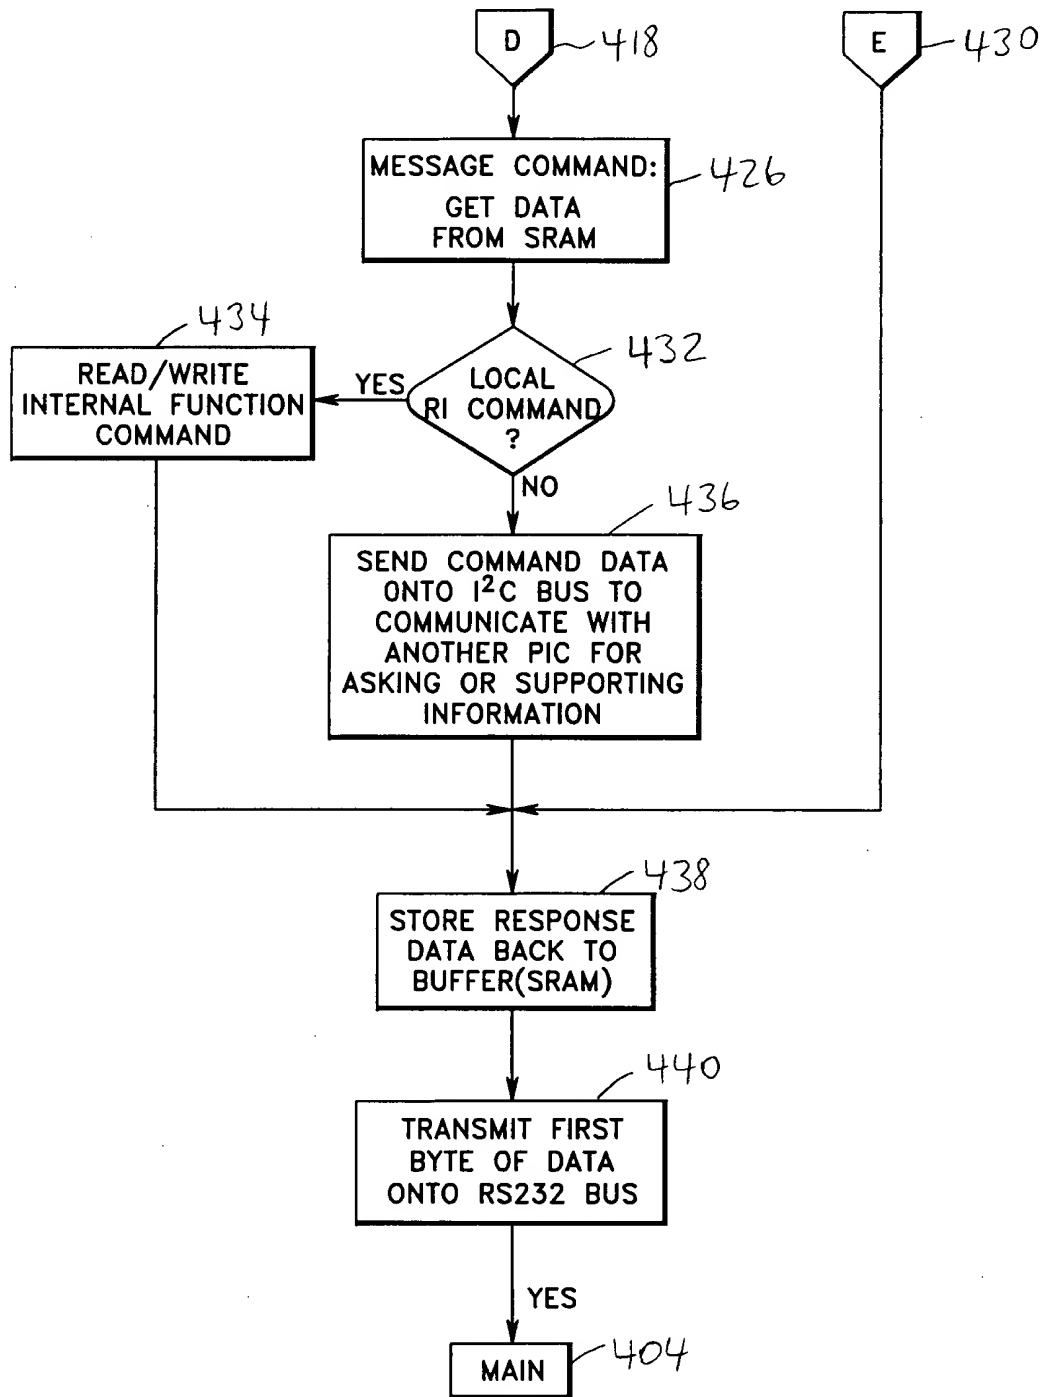 D
418
E
430
MESSAGE COMMAND:
GET DATA
FROM SRAM
426
434
READ/WRITE
INTERNAL FUNCTION
COMMAND
YES
LOCAL
RI COMMAND
?
432
NO
436
SEND COMMAND DATA
ONTO I²C BUS TO
COMMUNICATE WITH
ANOTHER PIC FOR
ASKING OR SUPPORTING
INFORMATION
438
STORE RESPONSE
DATA BACK TO
BUFFER(SRAM)
440
TRANSMIT FIRST
BYTE OF DATA
ONTO RS232 BUS
YES
MAIN
404